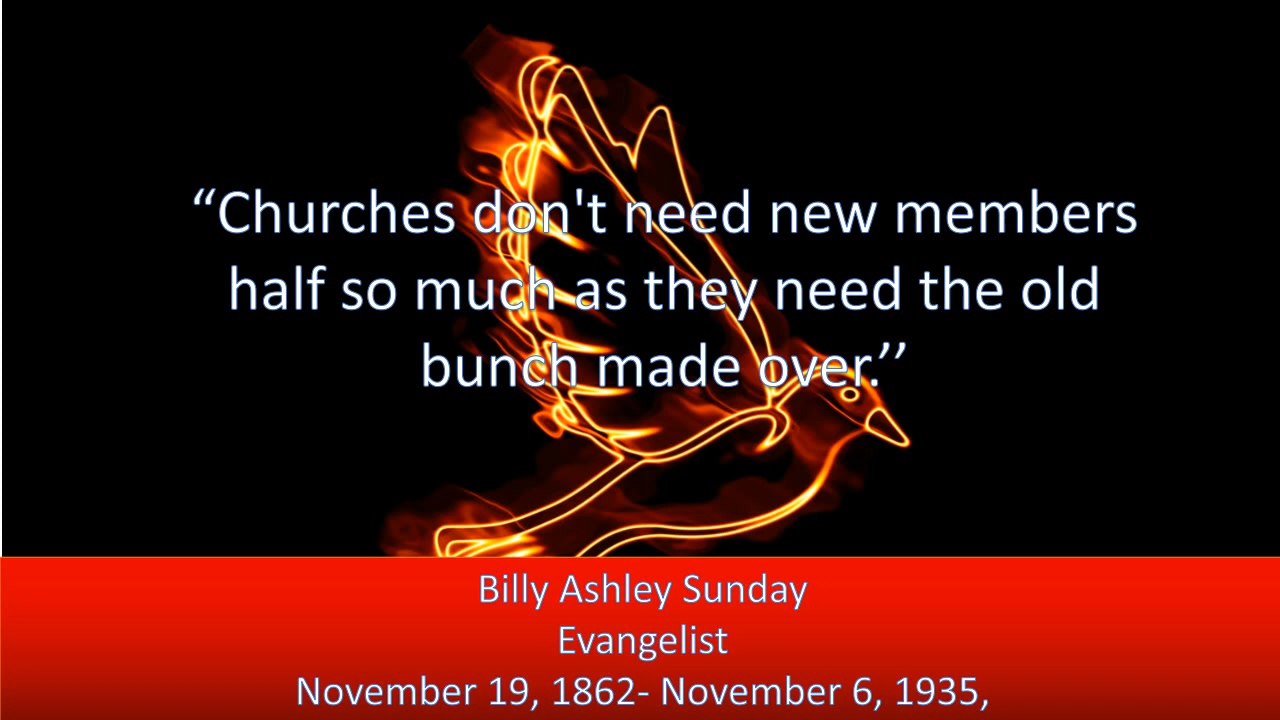 “Churches don't need new members
half so much as they need the old
bunch made over.’’
Billy Ashley Sunday
Evangelist
November 19, 1862- November 6, 1935,